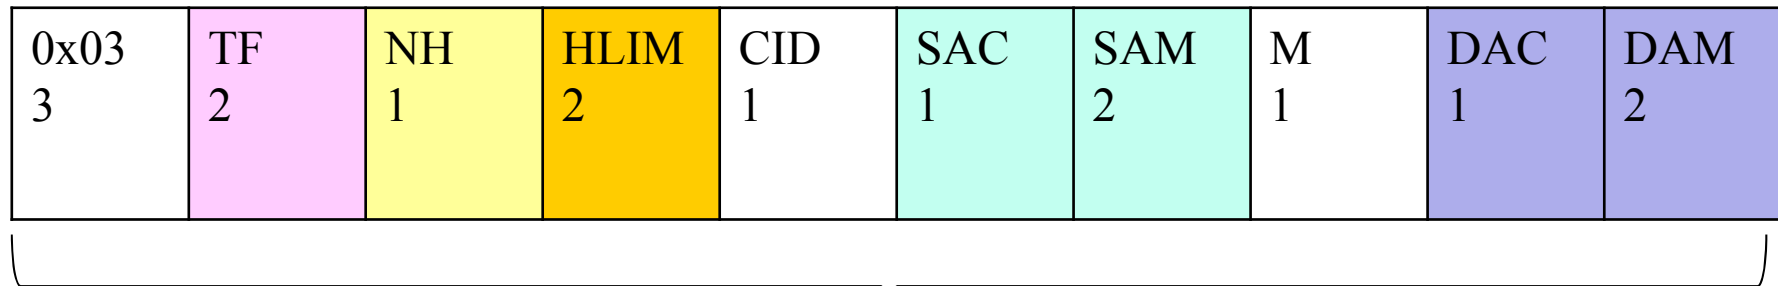 0x03 TF NH HLIM CID SAC SAM M DAC DAM
3 2 1 2 1 1 2 1 1 2